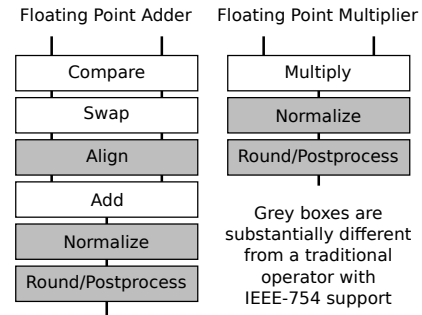 Floating Point Adder
Compare
Swap
Align
Add
Normalize
Round/Postprocess
Floating Point Multiplier
Multiply
Normalize
Round/Postprocess
Grey boxes are
substantially different
from a traditional
operator with
IEEE-754 support